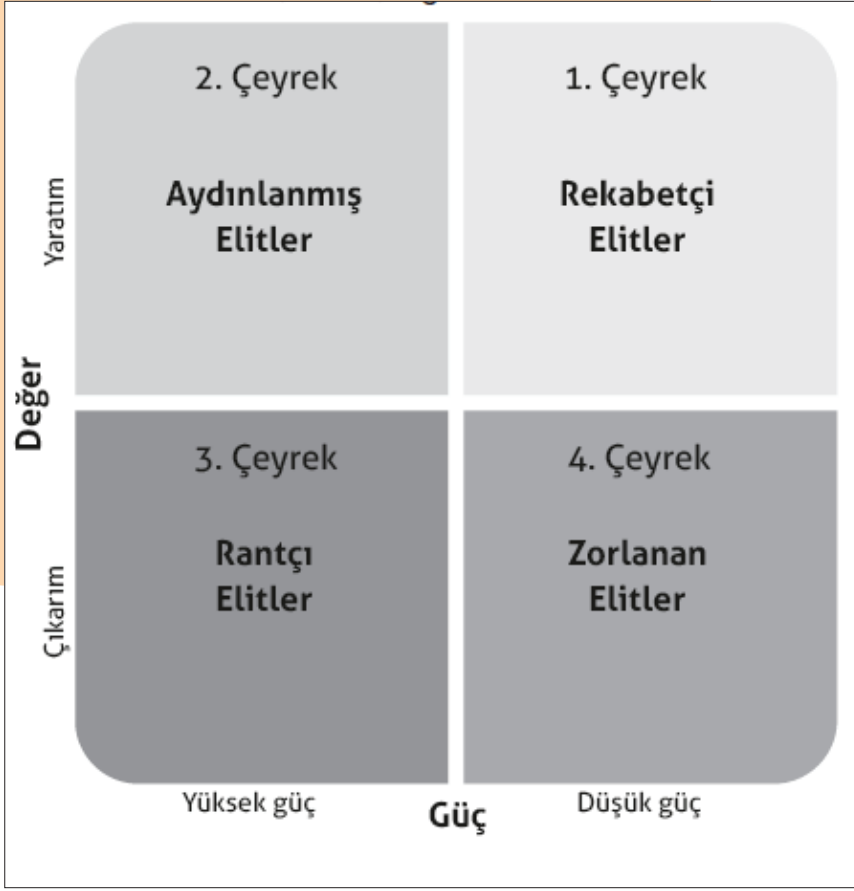 2. Çeyrek
1. Çeyrek
Aydınlanmış
Elitler
Rekabetçi
Elitler
Yaratım
Değer
3. Çeyrek
4. Çeyrek
Rantçı
Elitler
Zorlanan
Elitler
Çıkarım
Yüksek güç
Güç
Düşük güç